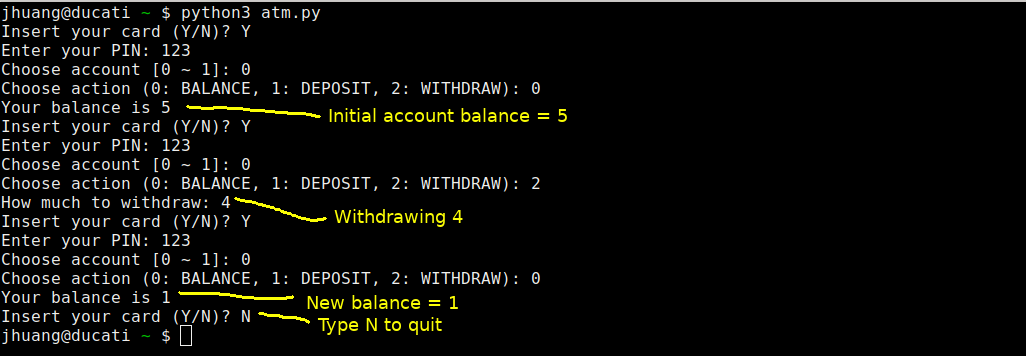 jhuang@ducati ~ $ python3 atm.py
Insert your card (Y/N)? Y
Enter your PIN: 123
Choose account [0 ~ 1]: 0
Choose action (0: BALANCE, 1: DEPOSIT, 2: WITHDRAW): 0
Your balance is 5
Initial account balance = 5
Insert your card (Y/N)? Y
Enter your PIN: 123
Choose account [0 ~ 1]: 0
Choose action (0: BALANCE, 1: DEPOSIT, 2: WITHDRAW): 2
How much to withdraw: 4
Withdrawing 4
Insert your card (Y/N)? Y
Enter your PIN: 123
Choose account [0 ~ 1]: 0
Choose action (0: BALANCE, 1: DEPOSIT, 2: WITHDRAW): 0
Your balance is 1
New balance = 1
Insert your card (Y/N)? N
Type N to quit
jhuang@ducati ~ $